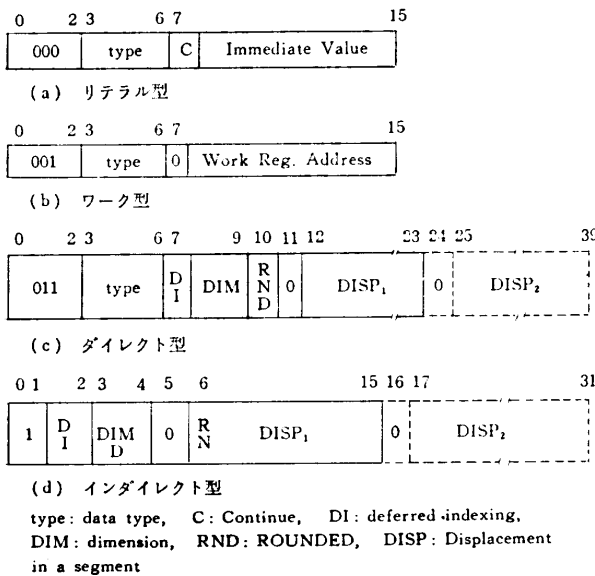 0 2 3 6 7 15
000 type C Immediate Value
(a) リテラル型
0 2 3 6 7 15
001 type 0 Work Reg. Address
(b) ワーク型
0 2 3 6 7 9 10 11 12 23 24 25 39
011 type DI DIM RND 0 DISP₁ 0 DISP₂
(c) ダイレクト型
0 1 2 3 4 5 6 15 16 17 31
1 DI DIM D 0 RN DISP₁ 0 DISP₂
(d) インダイレクト型
type: data type, C: Continue, DI: deferred indexing,
DIM: dimension, RND: ROUNDED, DISP: Displacement
in a segment